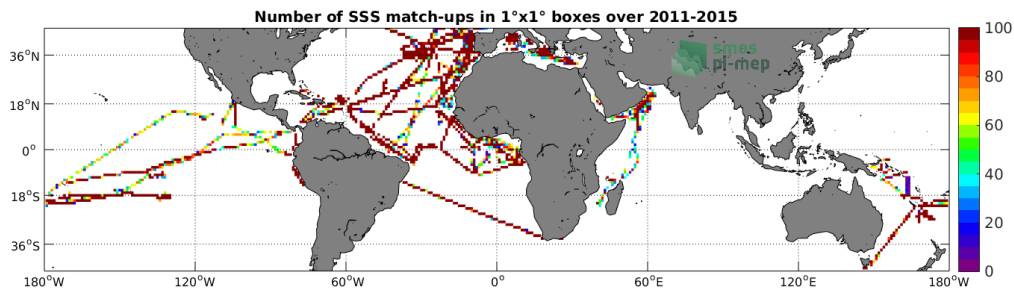 Number of SSS match-ups in 1°x1° boxes over 2011-2015
smos
pi-mep
36°N
18°N
0°
18°S
36°S
180°W 120°W 60°W 0° 60°E 120°E 180°W
100
80
60
40
20
0